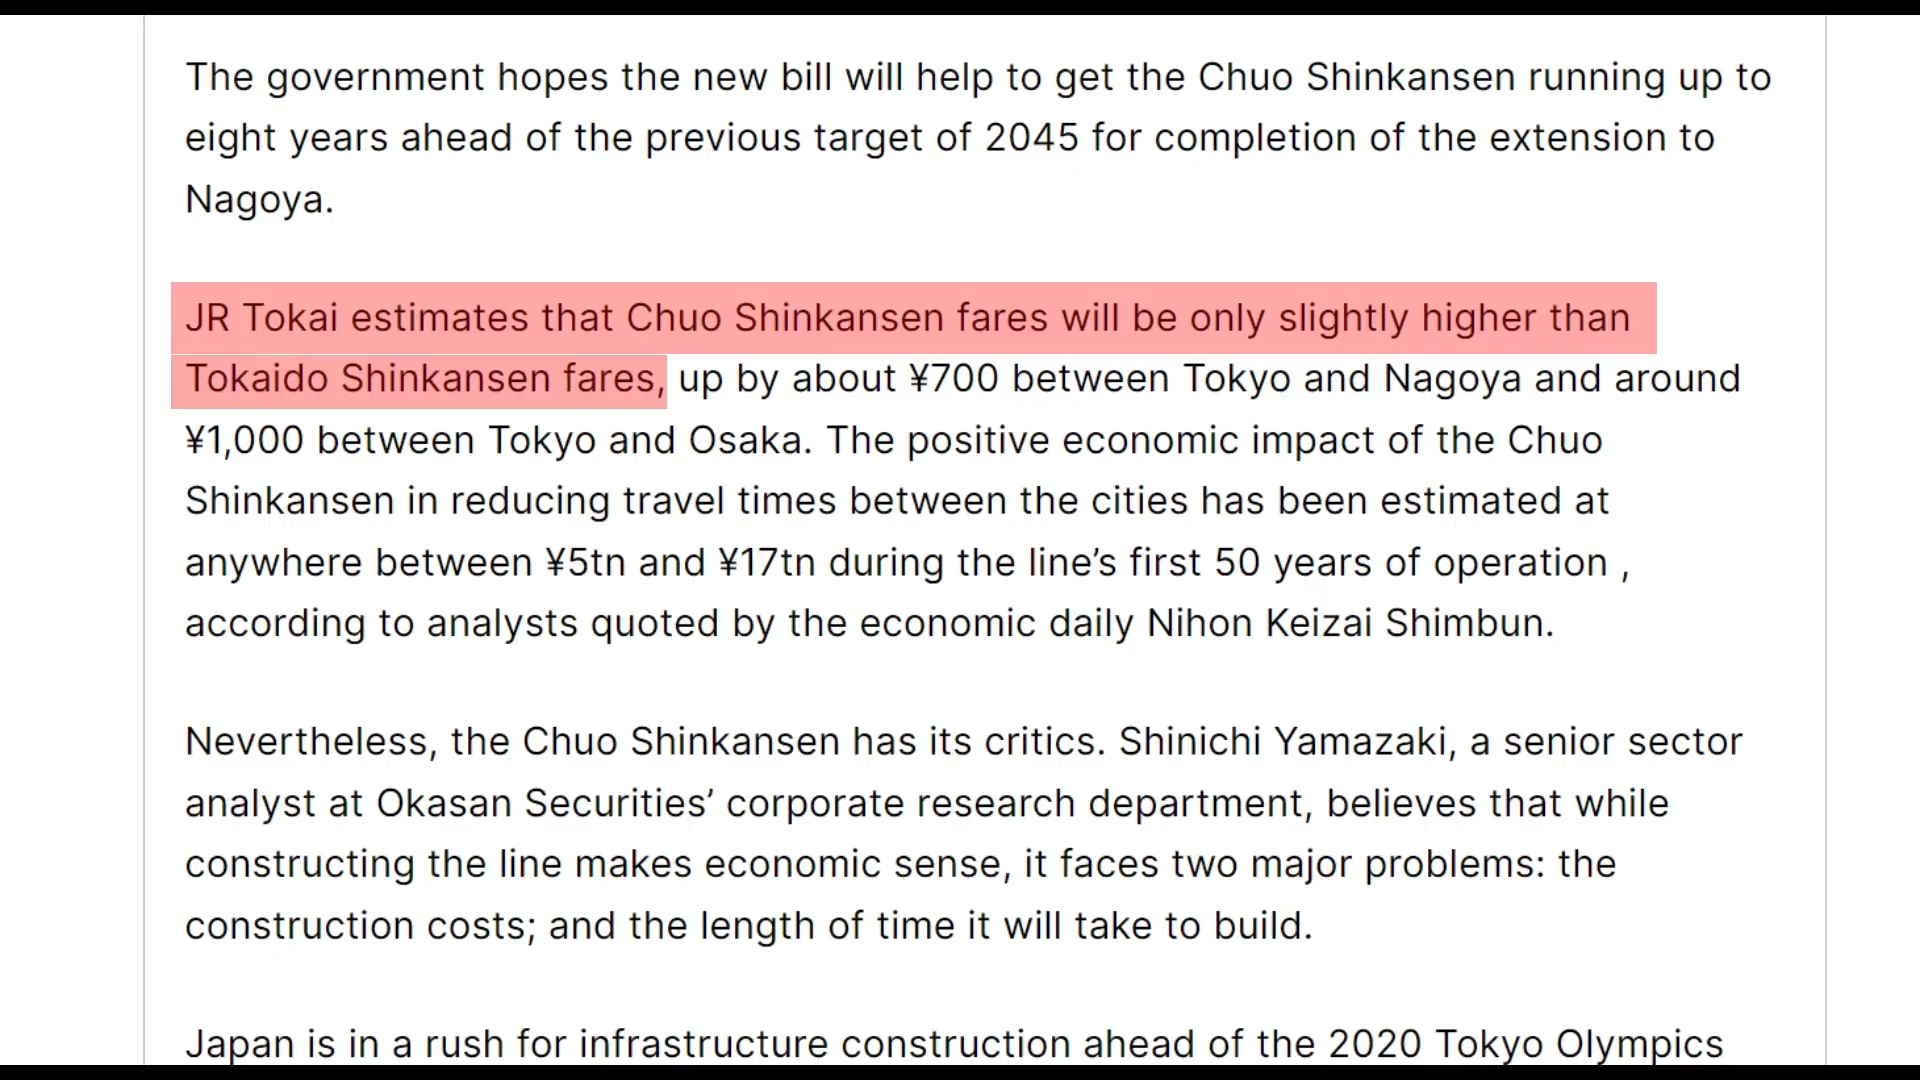 The government hopes the new bill will help to get the Chuo Shinkansen running up to
eight years ahead of the previous target of 2045 for completion of the extension to
Nagoya.
JR Tokai estimates that Chuo Shinkansen fares will be only slightly higher than
Tokaido Shinkansen fares, up by about ¥700 between Tokyo and Nagoya and around
¥1,000 between Tokyo and Osaka. The positive economic impact of the Chuo
Shinkansen in reducing travel times between the cities has been estimated at
anywhere between ¥5tn and ¥17tn during the line’s first 50 years of operation ,
according to analysts quoted by the economic daily Nihon Keizai Shimbun.
Nevertheless, the Chuo Shinkansen has its critics. Shinichi Yamazaki, a senior sector
analyst at Okasan Securities’ corporate research department, believes that while
constructing the line makes economic sense, it faces two major problems: the
construction costs; and the length of time it will take to build.
Japan is in a rush for infrastructure construction ahead of the 2020 Tokyo Olympics